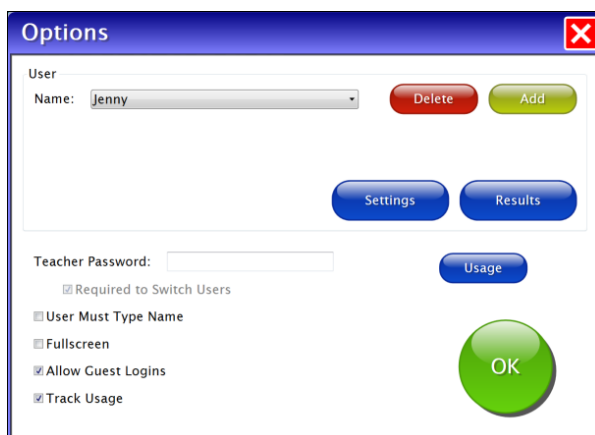 Options
User
Name: Jenny Delete Add
Settings Results
Teacher Password: Usage
Required to Switch Users
User Must Type Name
Fullscreen
OK
Allow Guest Logins
Track Usage